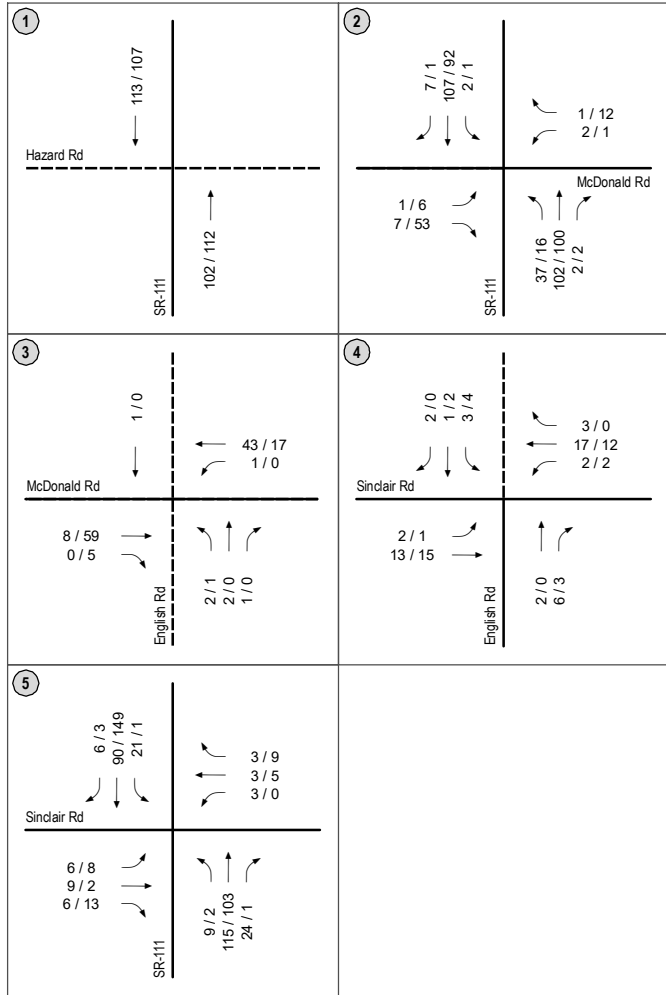 1
113 / 107
Hazard Rd
102 / 112
SR-111
2
7 / 1
107 / 92
2 / 1
1 / 12
2 / 1
McDonald Rd
1 / 6
7 / 53
37 / 16
102 / 100
2 / 2
SR-111
3
1 / 0
43 / 17
1 / 0
McDonald Rd
8 / 59
0 / 5
2 / 1
2 / 0
1 / 0
English Rd
4
2 / 0
1 / 2
3 / 4
3 / 0
17 / 12
2 / 2
Sinclair Rd
2 / 1
13 / 15
2 / 0
6 / 3
English Rd
5
6 / 3
90 / 149
21 / 1
3 / 9
3 / 5
3 / 0
Sinclair Rd
6 / 8
9 / 2
6 / 13
9 / 2
115 / 103
24 / 1
SR-111